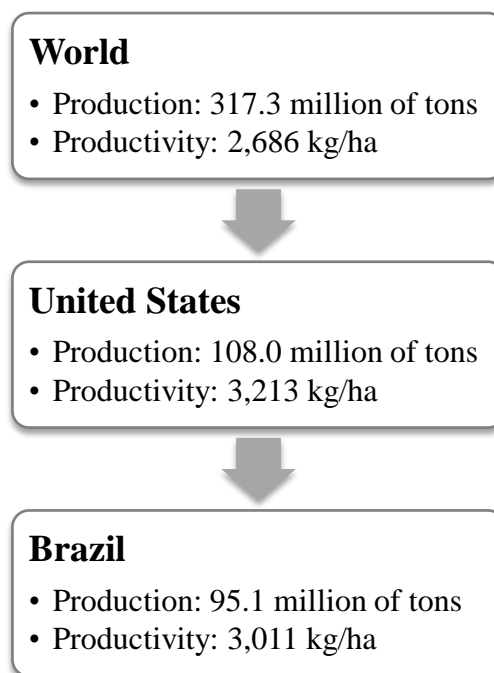 World
• Production: 317.3 million of tons
• Productivity: 2,686 kg/ha
United States
• Production: 108.0 million of tons
• Productivity: 3,213 kg/ha
Brazil
• Production: 95.1 million of tons
• Productivity: 3,011 kg/ha